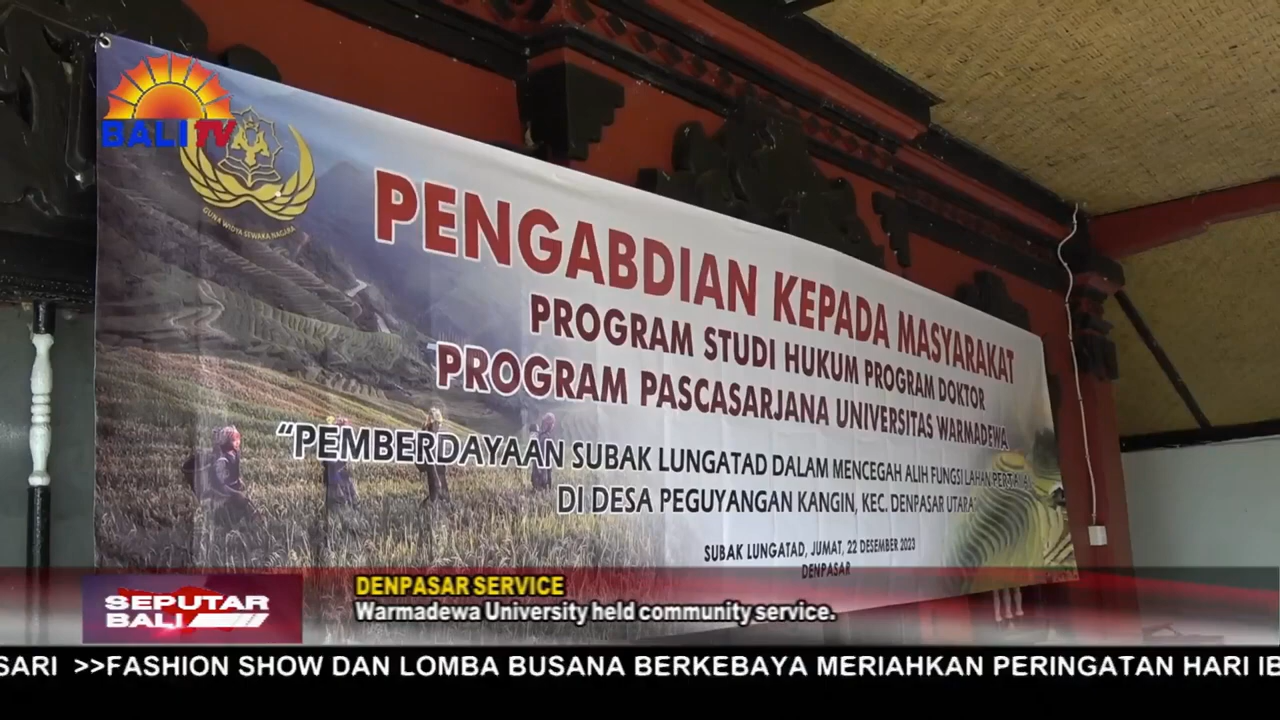 BALI TV
GUNA WIDYA SEWAKA NAGARA
PENGABDIAN KEPADA MASYARAKAT
PROGRAM STUDI HUKUM PROGRAM DOKTOR
PROGRAM PASCASARJANA UNIVERSITAS WARMADEWA
"PEMBERDAYAAN SUBAK LUNGATAD DALAM MENCEGAH ALIH FUNGSI LAHAN
DI DESA PEGUYANGAN KANGIN, KEC. DENPASAR UTARA"
SUBAK LUNGATAD, JUMAT, 22 DESEMBER 2023
DENPASAR
DENPASAR SERVICE
SEPUTAR
BALI
Warmadewa University held community service.
SARI >>FASHION SHOW DAN LOMBA BUSANA BERKEBAYA MERIAHKAN PERINGATAN HARI IB